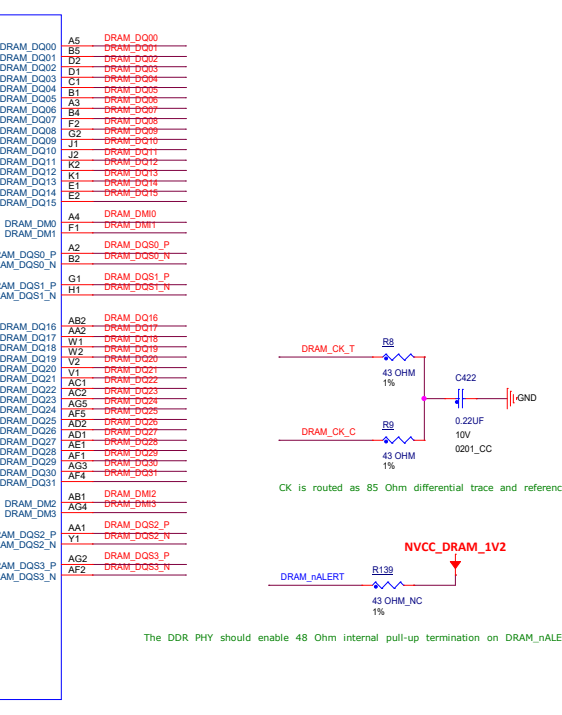 DRAM_DQ00 A5 DRAM_DQ00
DRAM_DQ01 B5 DRAM_DQ01
DRAM_DQ02 D2 DRAM_DQ02
DRAM_DQ03 D1 DRAM_DQ03
DRAM_DQ04 C1 DRAM_DQ04
DRAM_DQ05 B1 DRAM_DQ05
DRAM_DQ06 A3 DRAM_DQ06
DRAM_DQ07 B4 DRAM_DQ07
DRAM_DQ08 F2 DRAM_DQ08
DRAM_DQ09 G2 DRAM_DQ09
DRAM_DQ10 J1 DRAM_DQ10
DRAM_DQ11 J2 DRAM_DQ11
DRAM_DQ12 K2 DRAM_DQ12
DRAM_DQ13 K1 DRAM_DQ13
DRAM_DQ14 E1 DRAM_DQ14
DRAM_DQ15 E2 DRAM_DQ15
DRAM_DM0 A4 DRAM_DMI0
DRAM_DM1 F1 DRAM_DMI1
AM_DQS0_P A2 DRAM_DQS0_P
AM_DQS0_N B2 DRAM_DQS0_N
AM_DQS1_P G1 DRAM_DQS1_P
AM_DQS1_N H1 DRAM_DQS1_N
DRAM_DQ16 AB2 DRAM_DQ16
DRAM_DQ17 AA2 DRAM_DQ17
DRAM_DQ18 W1 DRAM_DQ18
DRAM_DQ19 W2 DRAM_DQ19
DRAM_DQ20 V2 DRAM_DQ20
DRAM_DQ21 V1 DRAM_DQ21
DRAM_DQ22 AC1 DRAM_DQ22
DRAM_DQ23 AC2 DRAM_DQ23
DRAM_DQ24 AG5 DRAM_DQ24
DRAM_DQ25 AF5 DRAM_DQ25
DRAM_DQ26 AD2 DRAM_DQ26
DRAM_DQ27 AD1 DRAM_DQ27
DRAM_DQ28 AE1 DRAM_DQ28
DRAM_DQ29 AF1 DRAM_DQ29
DRAM_DQ30 AG3 DRAM_DQ30
DRAM_DQ31 AF4 DRAM_DQ31
DRAM_DM2 AB1 DRAM_DMI2
DRAM_DM3 AG4 DRAM_DMI3
AM_DQS2_P AA1 DRAM_DQS2_P
AM_DQS2_N Y1 DRAM_DQS2_N
AM_DQS3_P AG2 DRAM_DQS3_P
AM_DQS3_N AF2 DRAM_DQS3_N
DRAM_CK_T
R8
43 OHM
1%
C422
0.22UF
10V
0201_CC
GND
DRAM_CK_C
R9
43 OHM
1%
CK is routed as 85 Ohm differential trace and referenc
NVCC_DRAM_1V2
DRAM_nALERT
R139
43 OHM_NC
1%
The DDR PHY should enable 48 Ohm internal pull-up termination on DRAM_nALE